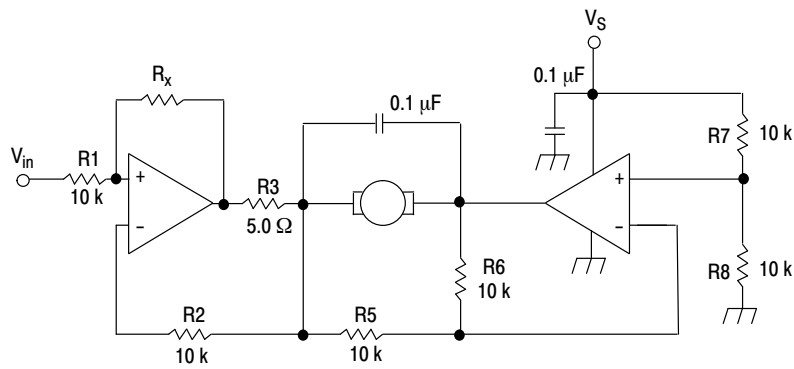 V_S
R_x
0.1 µF
0.1 µF
R7
10 k
V_in
R1
10 k
+
−
R3
5.0 Ω
+
−
R6
10 k
R8
10 k
R2
10 k
R5
10 k